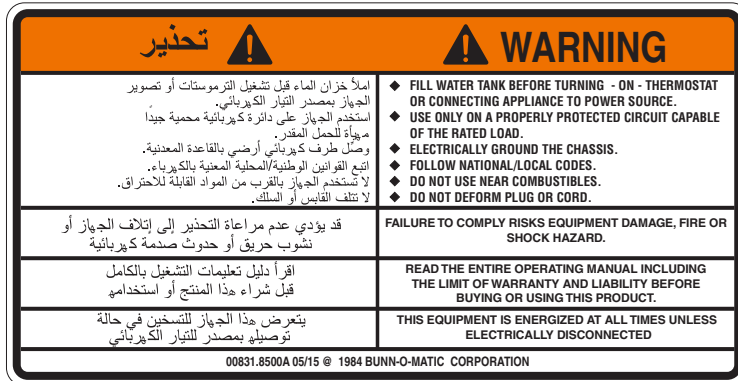 تحذير
WARNING
املأ خزان الماء قبل تشغيل الترموستات أو تصوير
الجهاز بمصدر التيار الكهربائي.
استخدم الجهاز على دائرة كهربائية محمية جيدًا
مهيأة للحمل المقدر.
وصّل طرف كهربائي أرضي بالقاعدة المعدنية.
اتبع القوانين الوطنية/المحلية المعنية بالكهرباء.
لا تستخدم الجهاز بالقرب من المواد القابلة للاحتراق.
لا تتلف القابس أو السلك.
◆ FILL WATER TANK BEFORE TURNING - ON - THERMOSTAT
OR CONNECTING APPLIANCE TO POWER SOURCE.
◆ USE ONLY ON A PROPERLY PROTECTED CIRCUIT CAPABLE
OF THE RATED LOAD.
◆ ELECTRICALLY GROUND THE CHASSIS.
◆ FOLLOW NATIONAL/LOCAL CODES.
◆ DO NOT USE NEAR COMBUSTIBLES.
◆ DO NOT DEFORM PLUG OR CORD.
قد يؤدي عدم مراعاة التحذير إلى إتلاف الجهاز أو
نشوب حريق أو حدوث صدمة كهربائية
FAILURE TO COMPLY RISKS EQUIPMENT DAMAGE, FIRE OR
SHOCK HAZARD.
اقرأ دليل تعليمات التشغيل بالكامل
قبل شراء هذا المنتج أو استخدامه
READ THE ENTIRE OPERATING MANUAL INCLUDING
THE LIMIT OF WARRANTY AND LIABILITY BEFORE
BUYING OR USING THIS PRODUCT.
يتعرض هذا الجهاز للتسخين في حالة
توصيله بمصدر للتيار الكهربائي
THIS EQUIPMENT IS ENERGIZED AT ALL TIMES UNLESS
ELECTRICALLY DISCONNECTED
00831.8500A 05/15 @ 1984 BUNN-O-MATIC CORPORATION